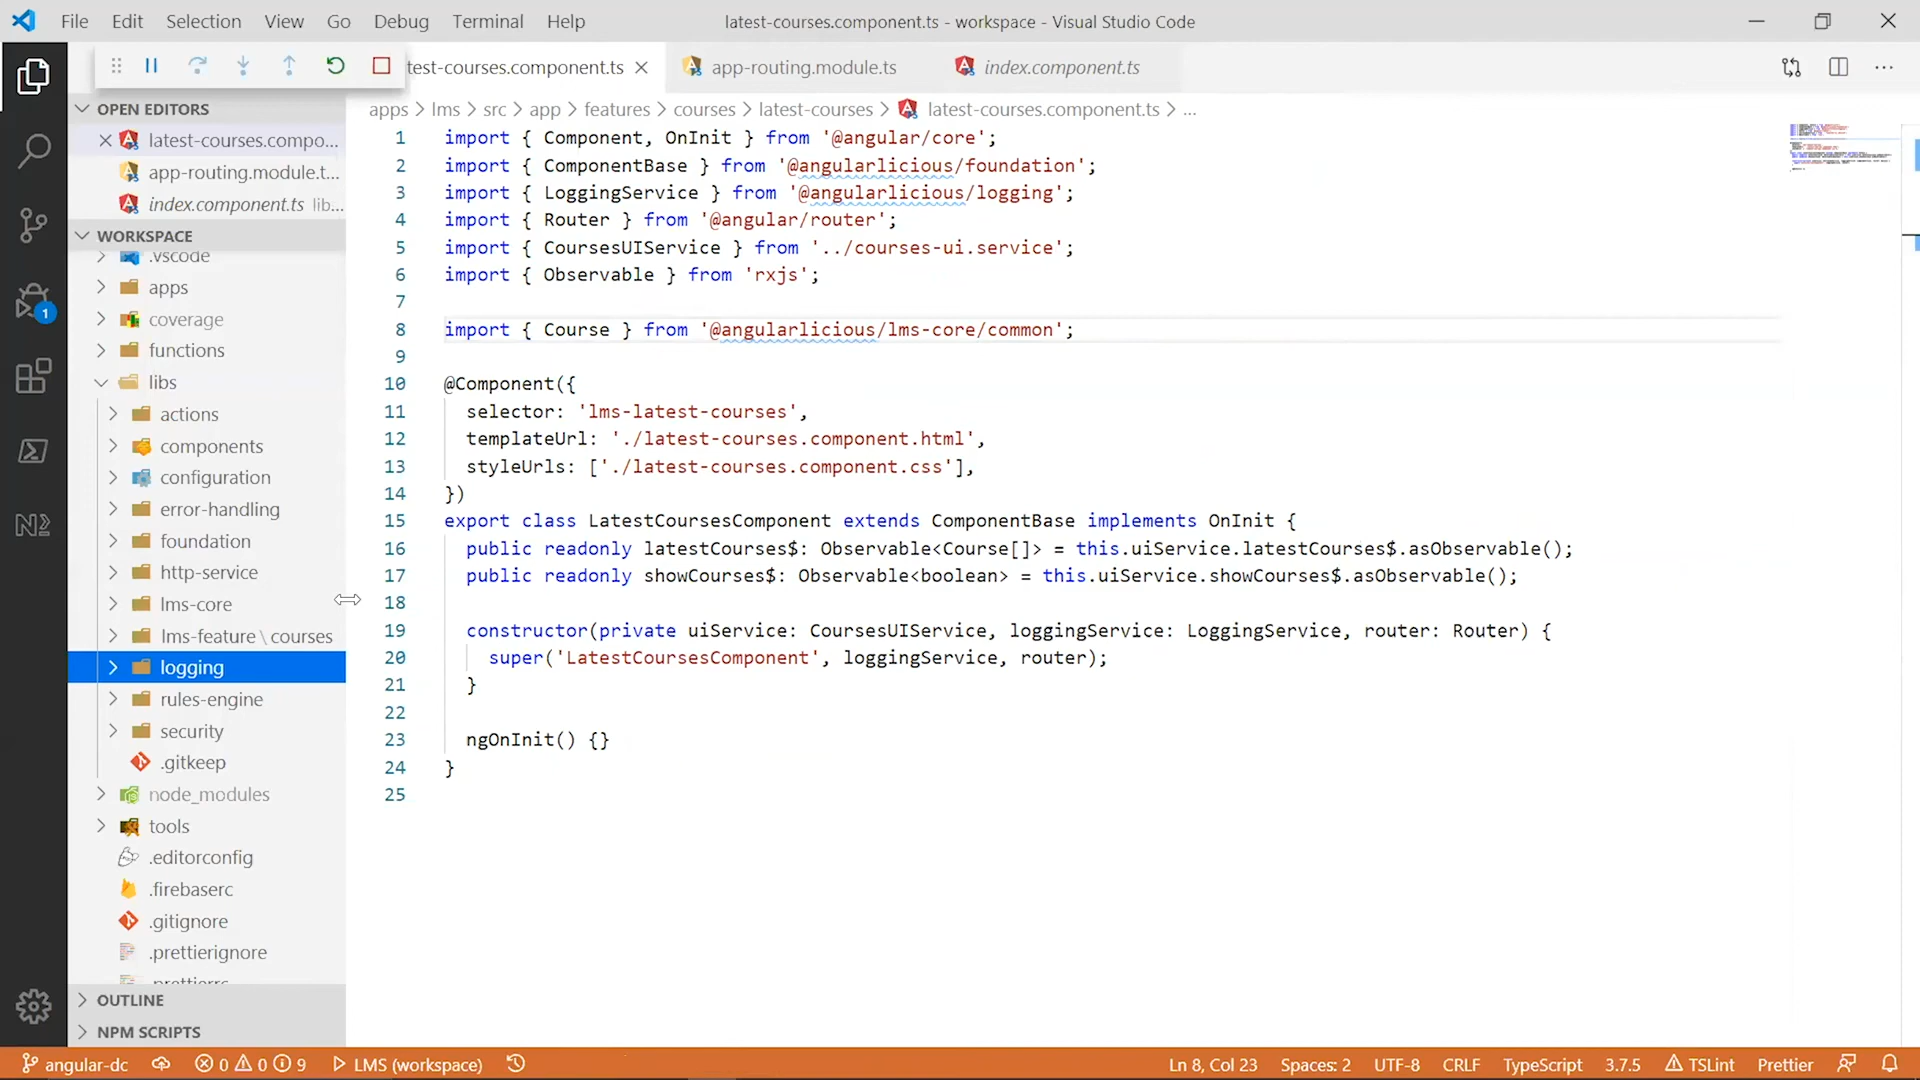 File Edit Selection View Go Debug Terminal Help
latest-courses.component.ts - workspace - Visual Studio Code
test-courses.component.ts
app-routing.module.ts
index.component.ts
OPEN EDITORS
latest-courses.compo...
app-routing.module.t...
index.component.ts lib...
WORKSPACE
.vscode
apps
coverage
functions
libs
actions
components
configuration
error-handling
foundation
http-service
lms-core
lms-feature \ courses
logging
rules-engine
security
.gitkeep
node_modules
tools
.editorconfig
.firebaserc
.gitignore
.prettierignore
OUTLINE
NPM SCRIPTS
1
apps > lms > src > app > features > courses > latest-courses > latest-courses.component.ts > ...
1 import { Component, OnInit } from '@angular/core';
2 import { ComponentBase } from '@angularlicious/foundation';
3 import { LoggingService } from '@angularlicious/logging';
4 import { Router } from '@angular/router';
5 import { CoursesUIService } from '../courses-ui.service';
6 import { Observable } from 'rxjs';
7
8 import { Course } from '@angularlicious/lms-core/common';
9
10 @Component({
11 selector: 'lms-latest-courses',
12 templateUrl: './latest-courses.component.html',
13 styleUrls: ['./latest-courses.component.css'],
14 })
15 export class LatestCoursesComponent extends ComponentBase implements OnInit {
16 public readonly latestCourses$: Observable<Course[]> = this.uiService.latestCourses$.asObservable();
17 public readonly showCourses$: Observable<boolean> = this.uiService.showCourses$.asObservable();
18
19 constructor(private uiService: CoursesUIService, loggingService: LoggingService, router: Router) {
20 super('LatestCoursesComponent', loggingService, router);
21 }
22
23 ngOnInit() {}
24 }
25
angular-dc 0 0 9 LMS (workspace) Ln 8, Col 23 Spaces: 2 UTF-8 CRLF TypeScript 3.7.5 TSLint Prettier